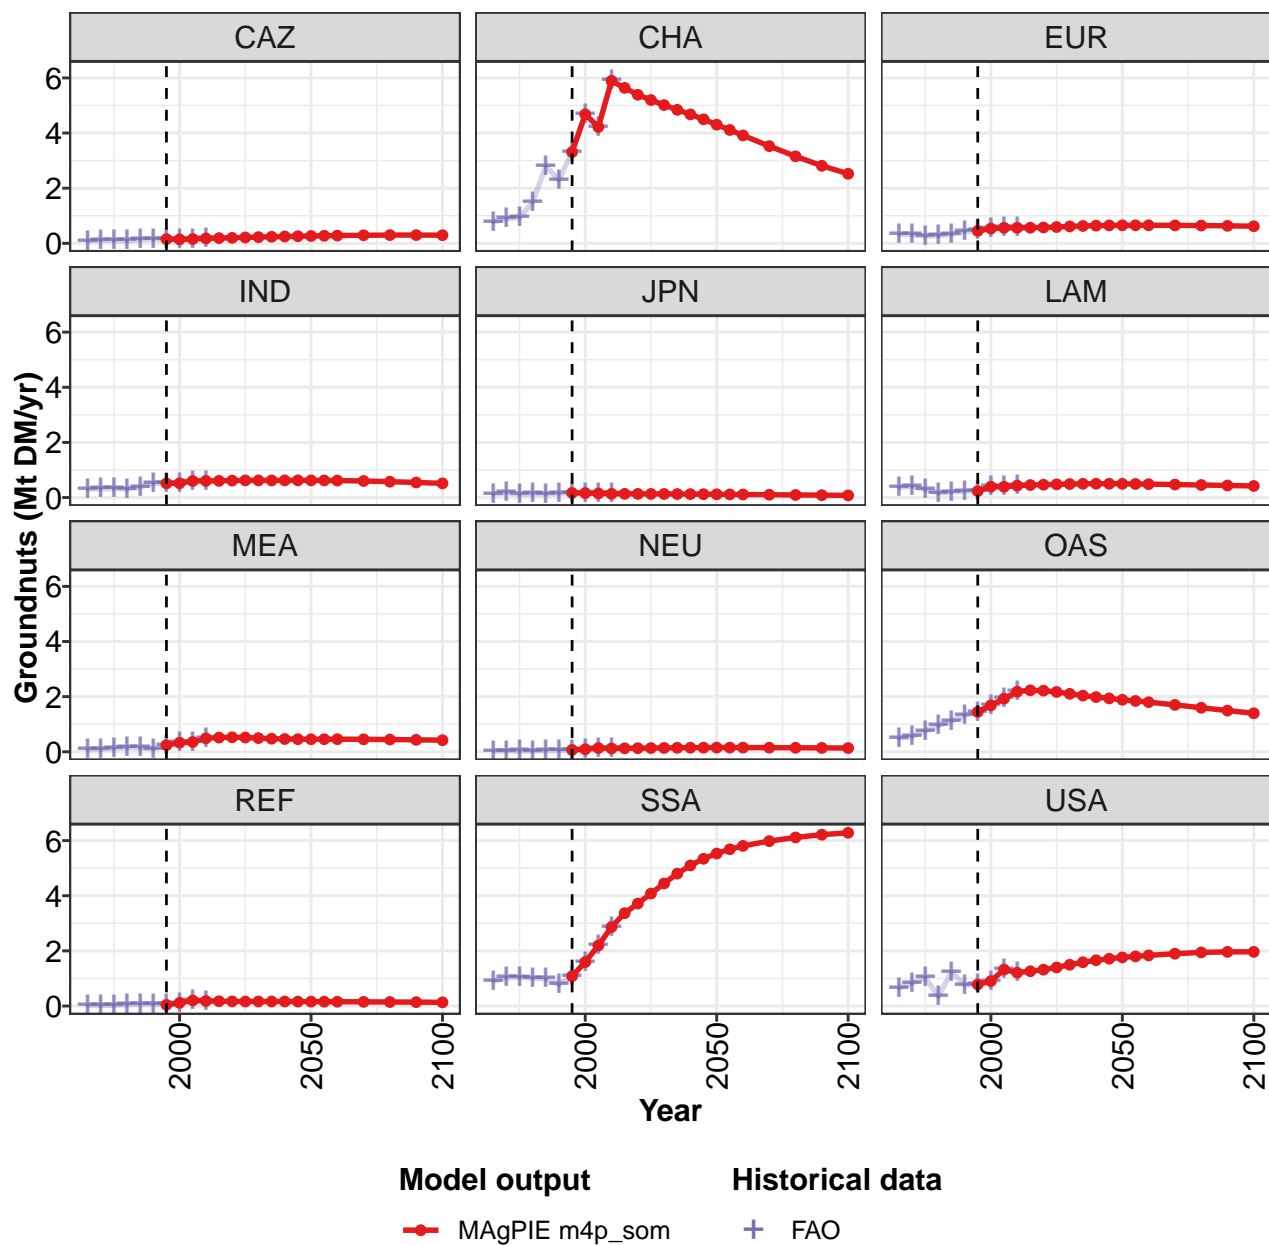 CAZ CHA EUR
6
4
2
0
IND JPN LAM
6
4
2
0
Groundnuts (Mt DM/yr)
MEA NEU OAS
6
4
2
0
REF SSA USA
6
4
2
0
2000 2050 2100 2000 2050 2100 2000 2050 2100
Year
Model output Historical data
MAgPIE m4p_som FAO